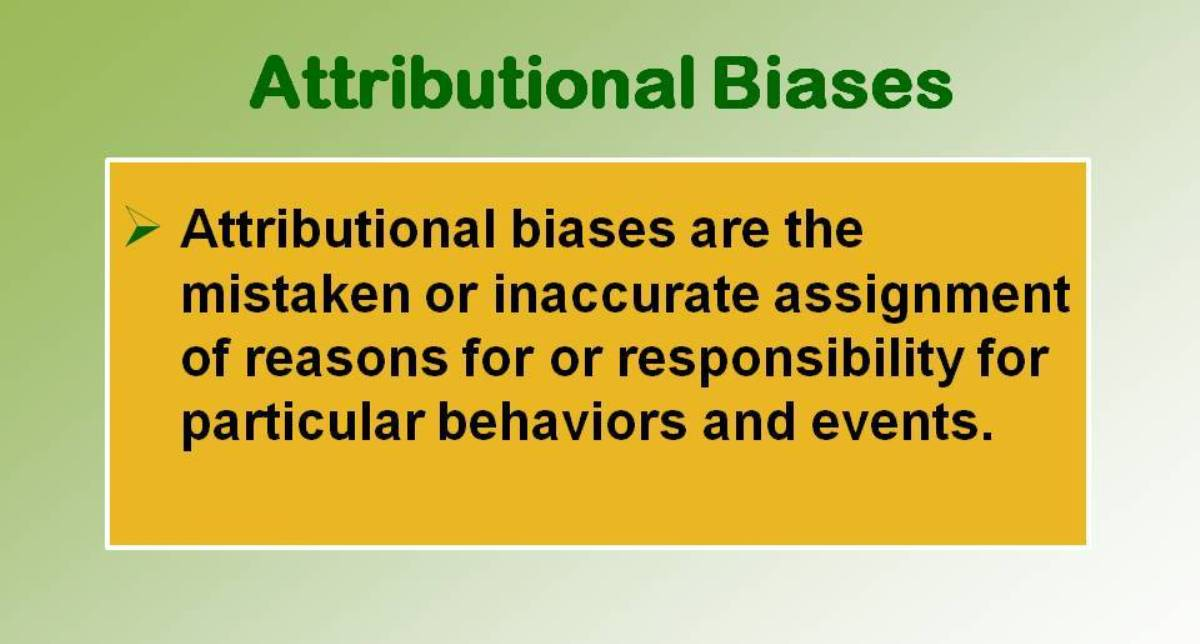 Attributional Biases
Attributional biases are the
mistaken or inaccurate assignment
of reasons for or responsibility for
particular behaviors and events.